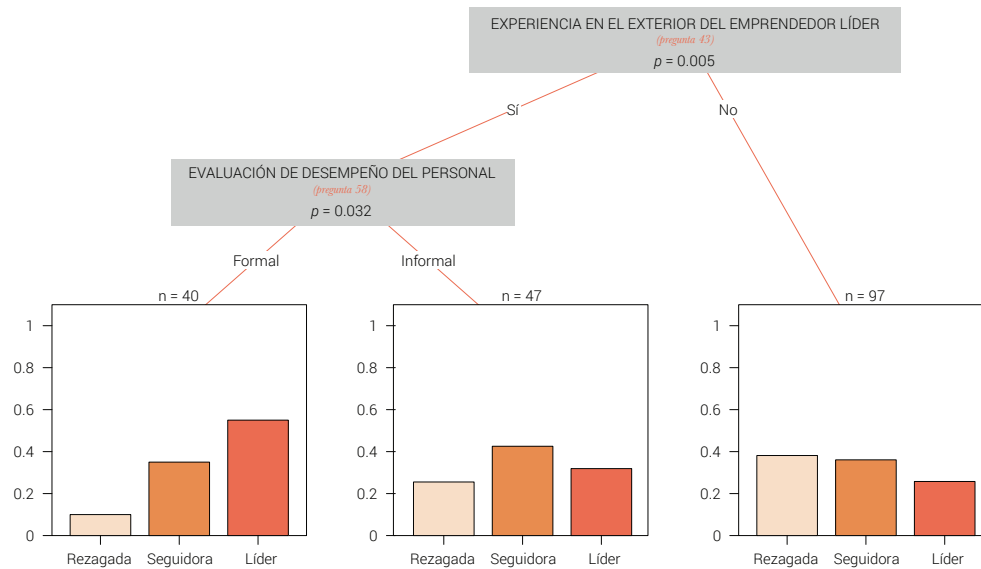 EXPERIENCIA EN EL EXTERIOR DEL EMPRENDEDOR LÍDER
(pregunta 43)
p = 0.005
Sí
No
EVALUACIÓN DE DESEMPEÑO DEL PERSONAL
(pregunta 58)
p = 0.032
Formal
Informal
n = 40
1
0.8
0.6
0.4
0.2
0
Rezagada
Seguidora
Líder
n = 47
1
0.8
0.6
0.4
0.2
0
Rezagada
Seguidora
Líder
n = 97
1
0.8
0.6
0.4
0.2
0
Rezagada
Seguidora
Líder